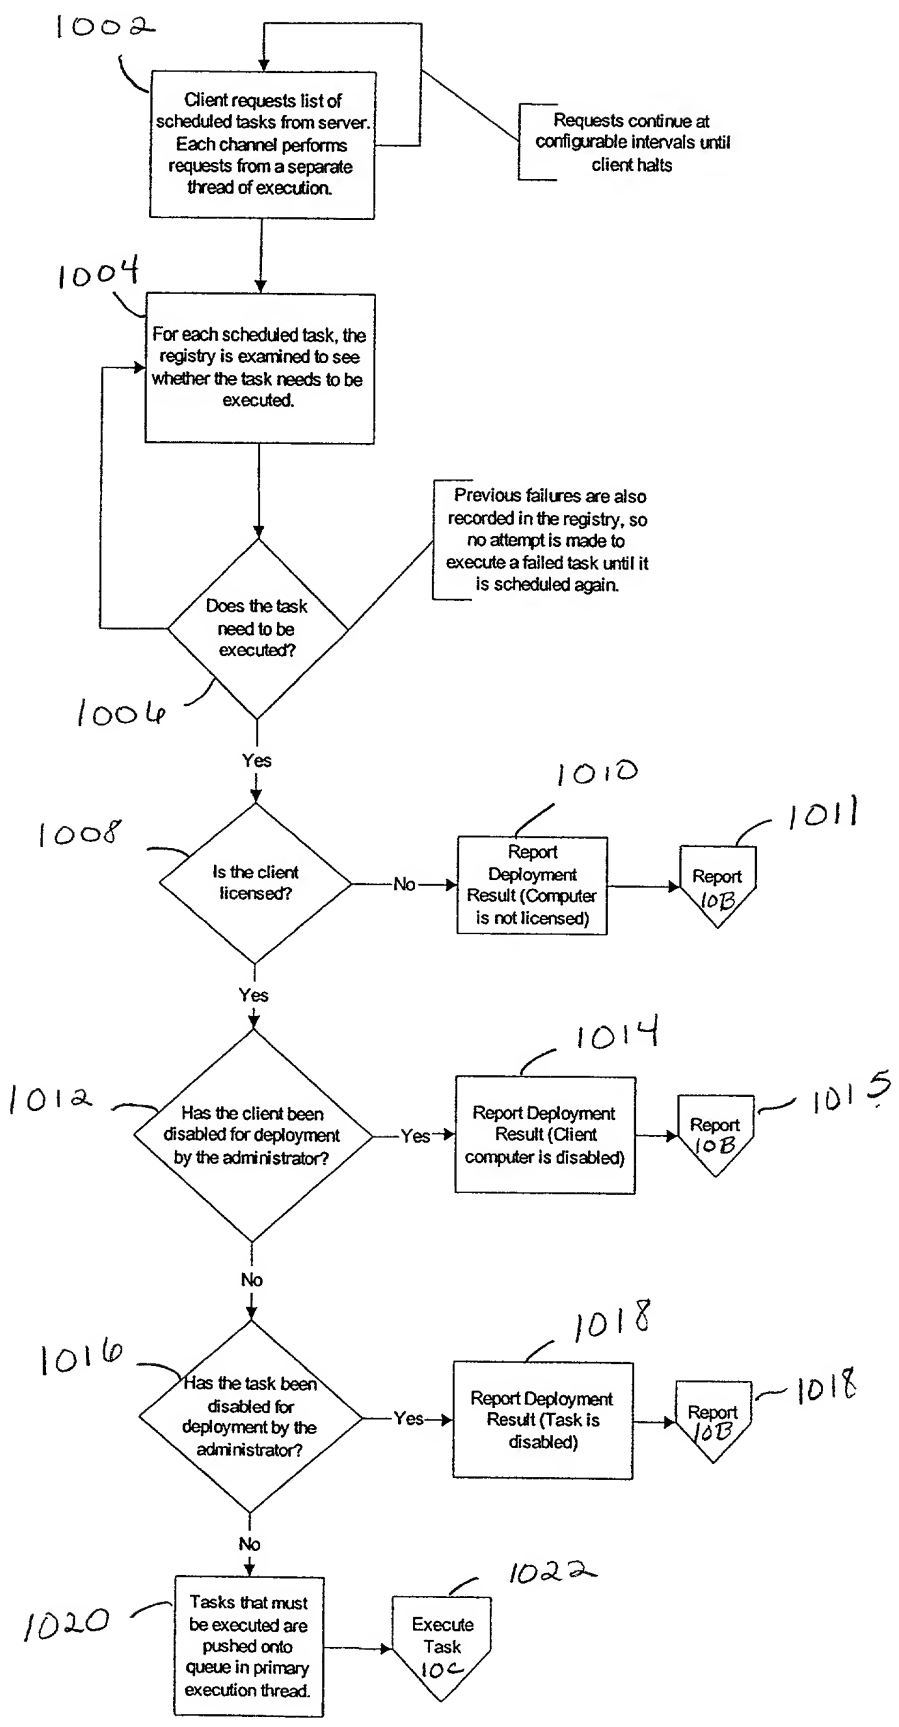 1002
Client requests list of
scheduled tasks from server.
Each channel performs
requests from a separate
thread of execution.
Requests continue at
configurable intervals until
client halts
1004
For each scheduled task, the
registry is examined to see
whether the task needs to be
executed.
Previous failures are also
recorded in the registry, so
no attempt is made to
execute a failed task until it
is scheduled again.
Does the task
need to be
executed?
1006
Yes
1008
Is the client
licensed?
No
1010
Report
Deployment
Result (Computer
is not licensed)
1011
Report
10B
Yes
1012
Has the client been
disabled for deployment
by the administrator?
Yes
1014
Report Deployment
Result (Client
computer is disabled)
1015
Report
10B
No
1016
Has the task been
disabled for
deployment by the
administrator?
Yes
1018
Report Deployment
Result (Task is
disabled)
1018
Report
10B
No
1020
Tasks that must
be executed are
pushed onto
queue in primary
execution thread.
1022
Execute
Task
10C